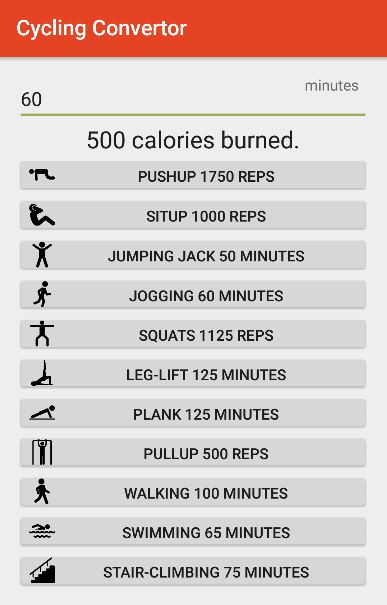 Cycling Convertor
minutes
60
500 calories burned.
PUSHUP 1750 REPS
SITUP 1000 REPS
JUMPING JACK 50 MINUTES
JOGGING 60 MINUTES
SQUATS 1125 REPS
LEG-LIFT 125 MINUTES
PLANK 125 MINUTES
PULLUP 500 REPS
WALKING 100 MINUTES
SWIMMING 65 MINUTES
STAIR-CLIMBING 75 MINUTES